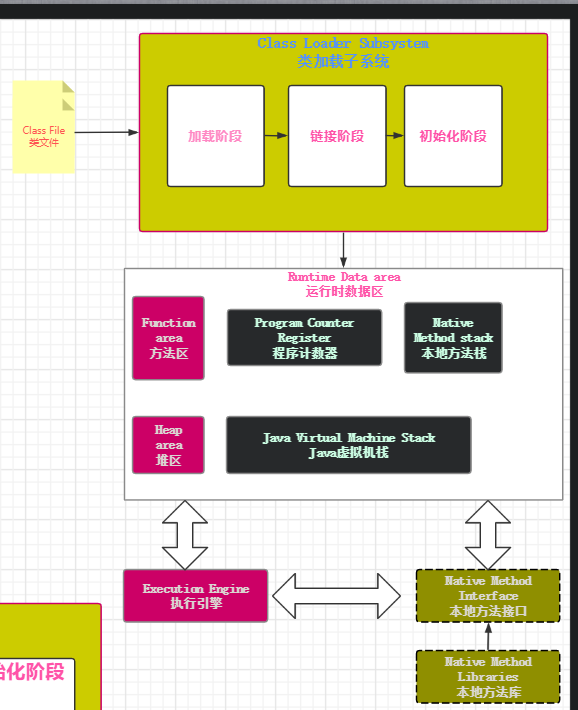 Class Loader Subsystem
类加载子系统
Class File
类文件
加载阶段
链接阶段
初始化阶段
Runtime Data area
运行时数据区
Function
area
方法区
Program Counter
Register
程序计数器
Native
Method stack
本地方法栈
Heap
area
堆区
Java Virtual Machine Stack
Java虚拟机栈
Execution Engine
执行引擎
Native Method
Interface
本地方法接口
Native Method
Libraries
本地方法库
化阶段